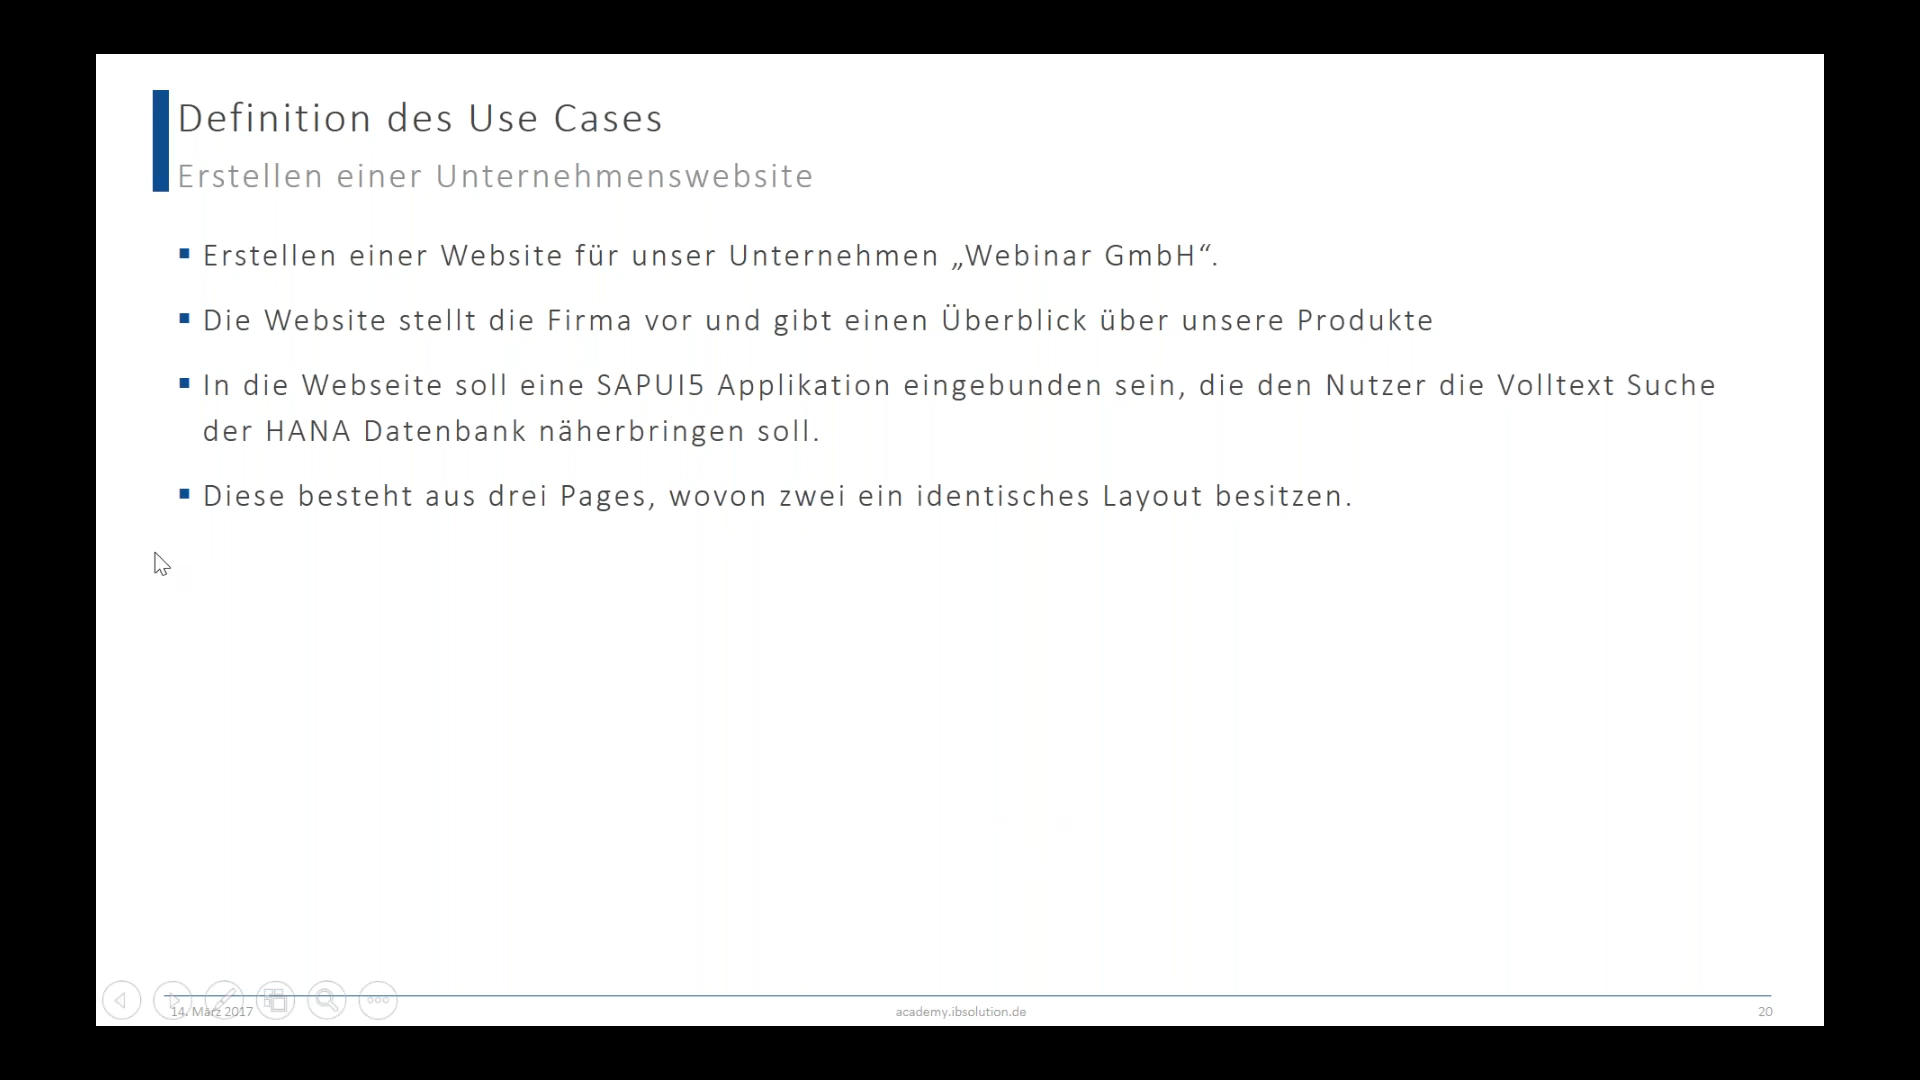 Definition des Use Cases
Erstellen einer Unternehmenswebsite
▪ Erstellen einer Website für unser Unternehmen „Webinar GmbH“.
▪ Die Website stellt die Firma vor und gibt einen Überblick über unsere Produkte
▪ In die Webseite soll eine SAPUI5 Applikation eingebunden sein, die den Nutzer die Volltext Suche
der HANA Datenbank näherbringen soll.
▪ Diese besteht aus drei Pages, wovon zwei ein identisches Layout besitzen.
14. März 2017
academy.ibsolution.de
20